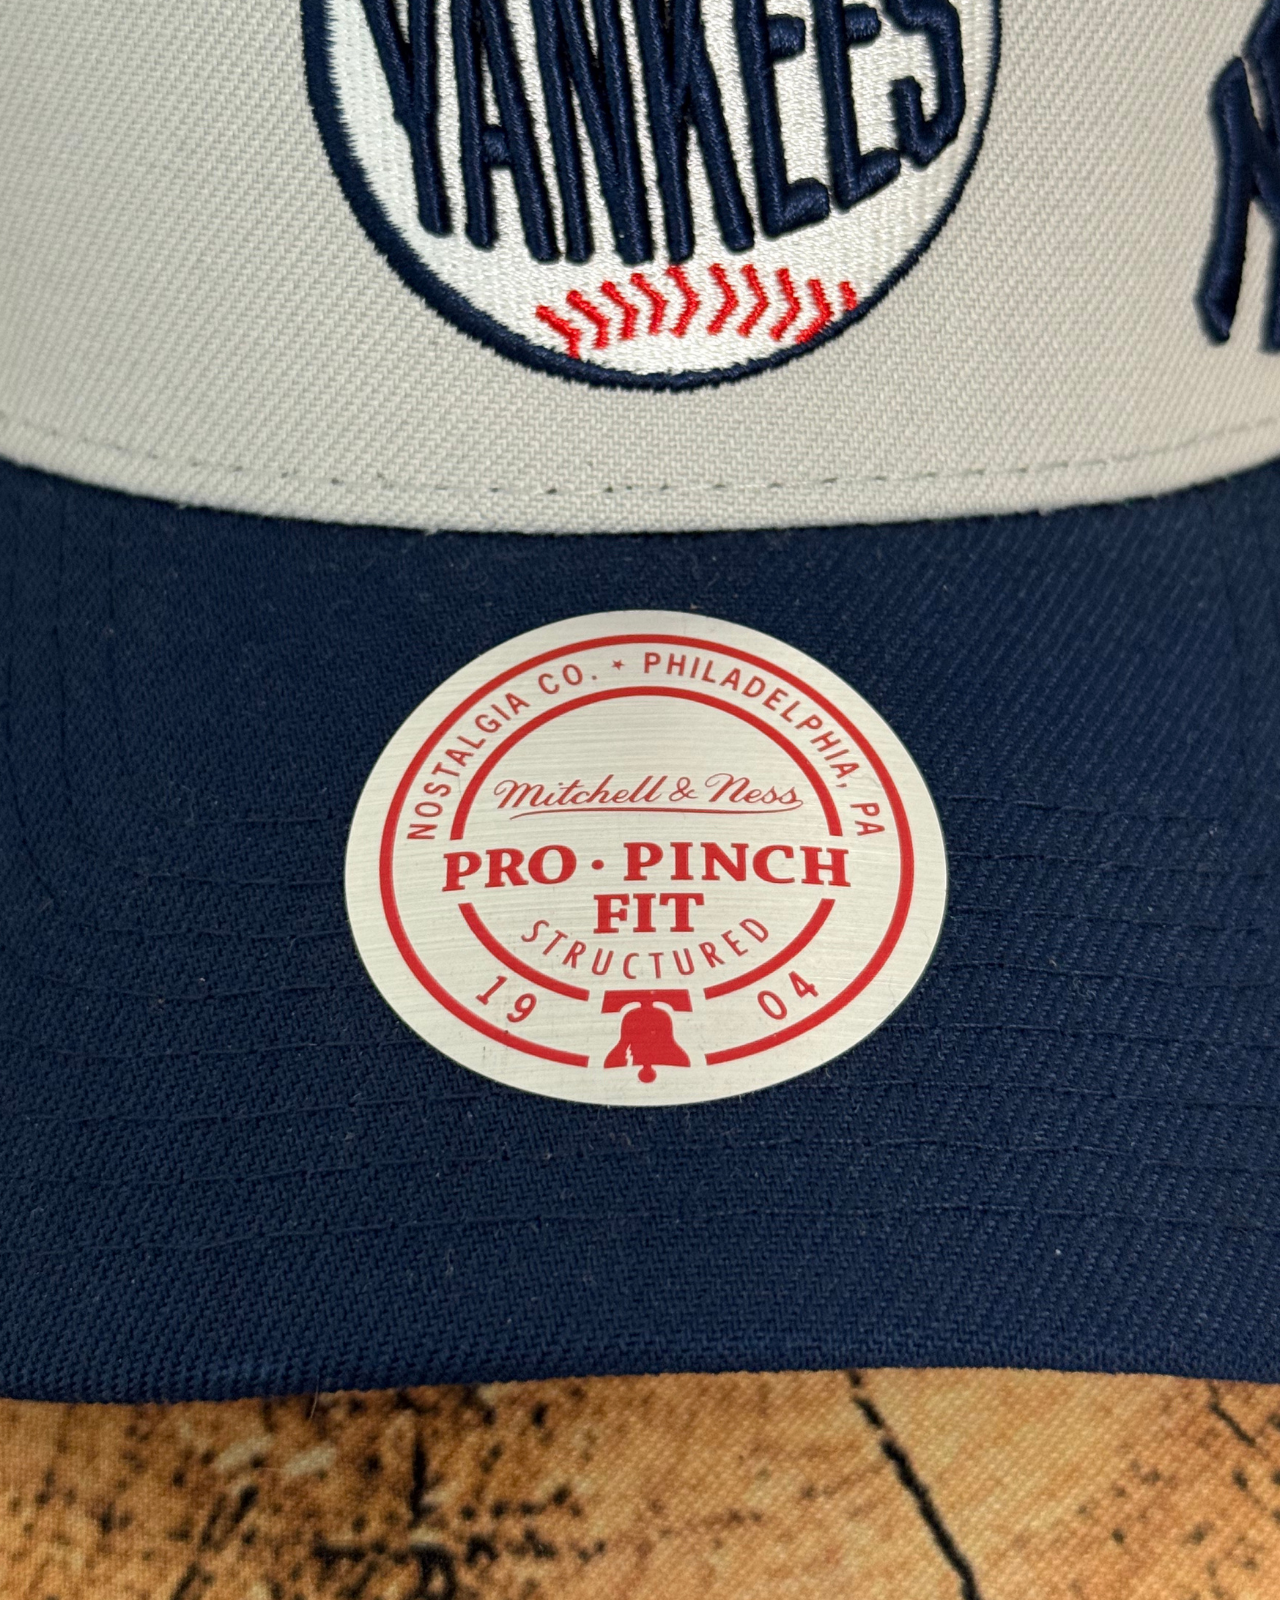 YANKEES
NOSTALGIA CO. ★ PHILADELPHIA, PA
Mitchell & Ness
PRO · PINCH
FIT
STRUCTURED
19 04